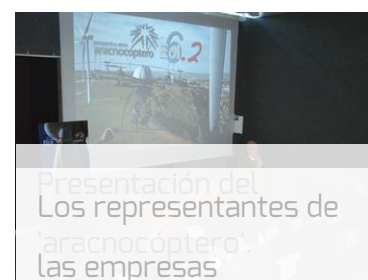 aracnocóptero
6.2
Presentación del
Los representantes de
'aracnocóptero'.
las empresas